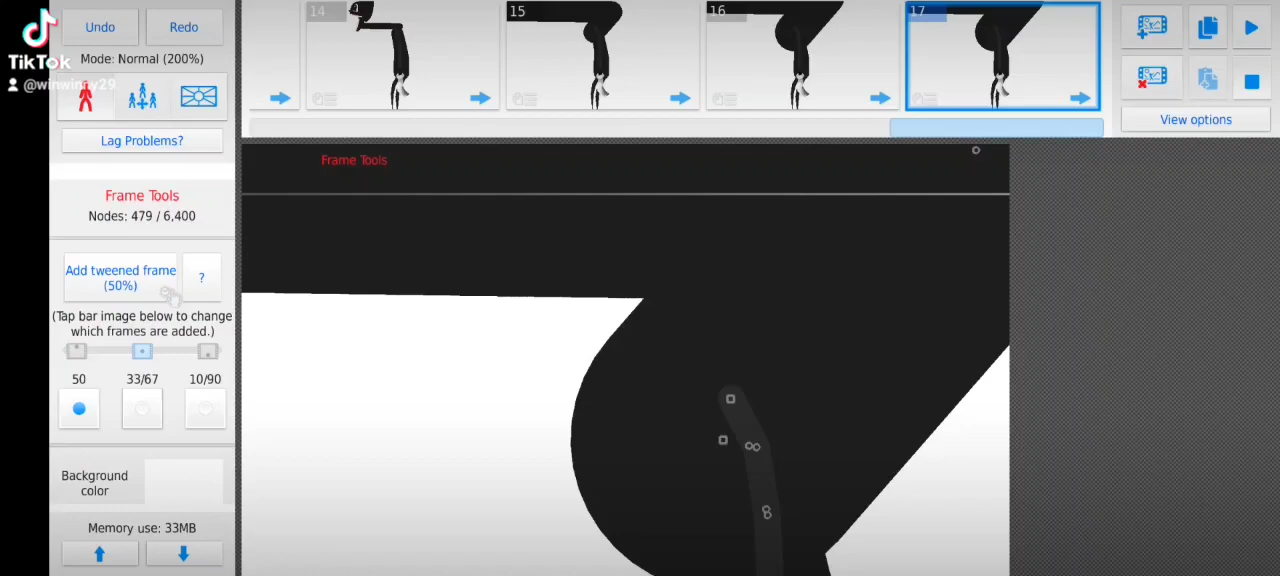 Undo
Redo
TikTok
@winwinny29
Mode: Normal (200%)
Lag Problems?
14
15
16
17
View options
Frame Tools
Frame Tools
Nodes: 479 / 6,400
Add tweened frame
(50%)
?
(Tap bar image below to change
which frames are added.)
50
33/67
10/90
Background
color
Memory use: 33MB